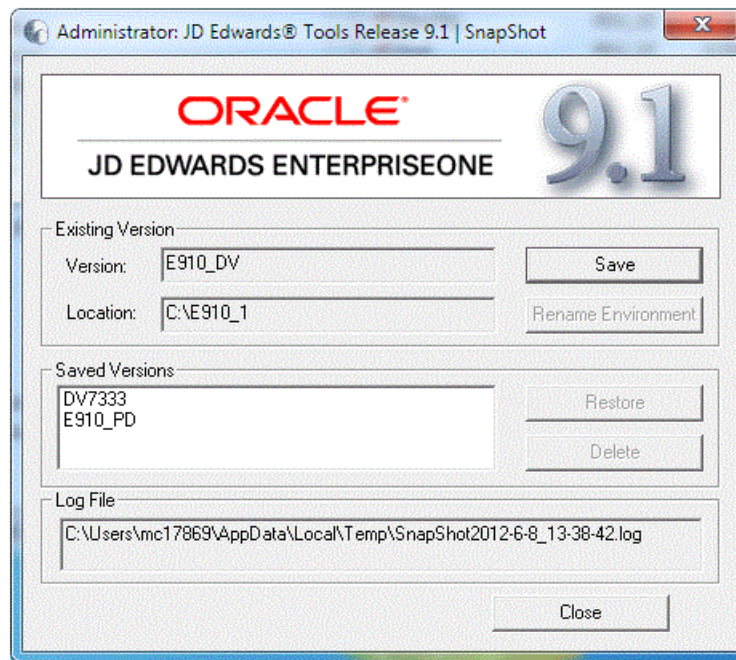 Administrator: JD Edwards® Tools Release 9.1 | SnapShot
ORACLE®
JD EDWARDS ENTERPRISEONE
9.1
Existing Version
Version: E910_DV
Save
Location: C:\E910_1
Rename Environment
Saved Versions
DV7333
E910_PD
Restore
Delete
Log File
C:\Users\mc17869\AppData\Local\Temp\SnapShot2012-6-8_13-38-42.log
Close